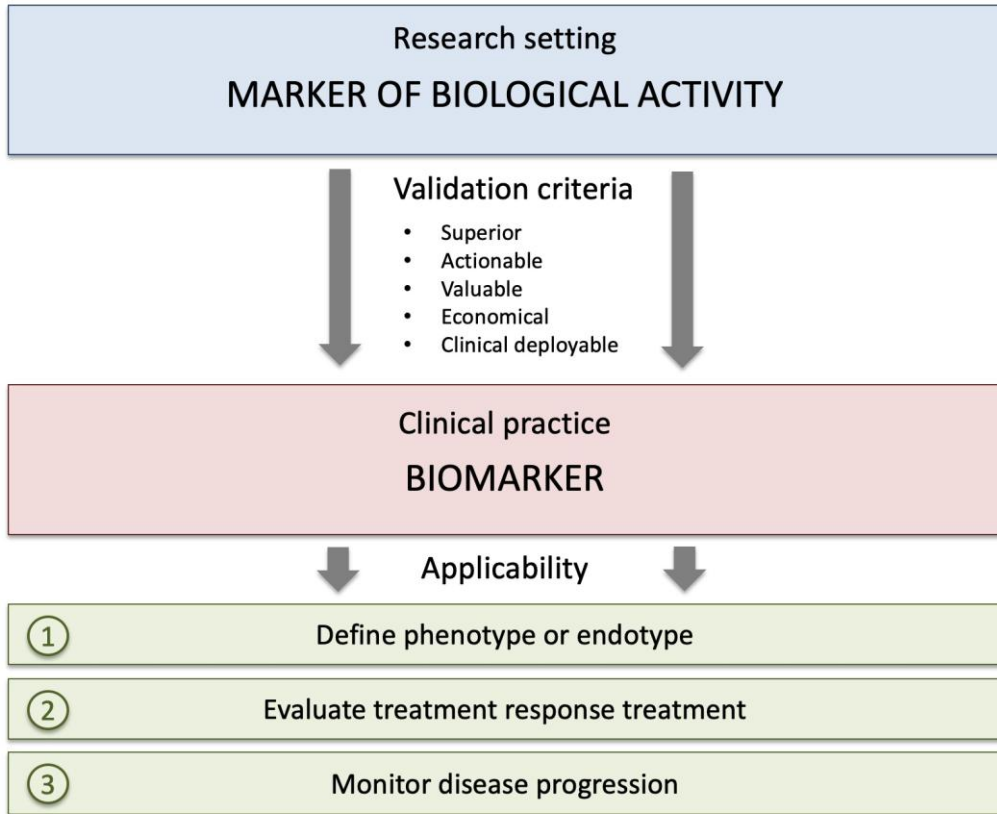 Research setting
MARKER OF BIOLOGICAL ACTIVITY
Validation criteria
• Superior
• Actionable
• Valuable
• Economical
• Clinical deployable
Clinical practice
BIOMARKER
Applicability
1 Define phenotype or endotype
2 Evaluate treatment response treatment
3 Monitor disease progression